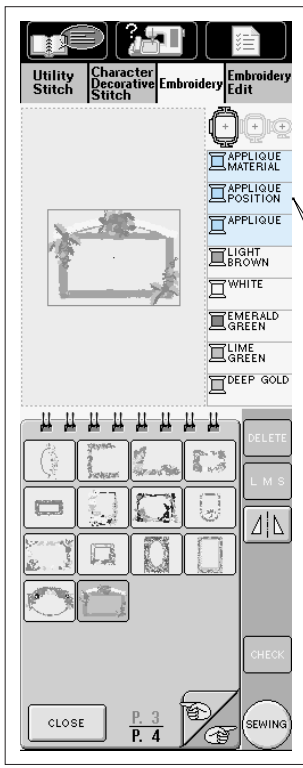 Utility
Stitch
Character
Decorative
Stitch
Embroidery
Embroidery
Edit
APPLIQUE
MATERIAL
APPLIQUE
POSITION
APPLIQUE
LIGHT
BROWN
WHITE
EMERALD
GREEN
LIME
GREEN
DEEP GOLD
DELETE
L M S
CHECK
CLOSE
P. 3
P. 4
SEWING